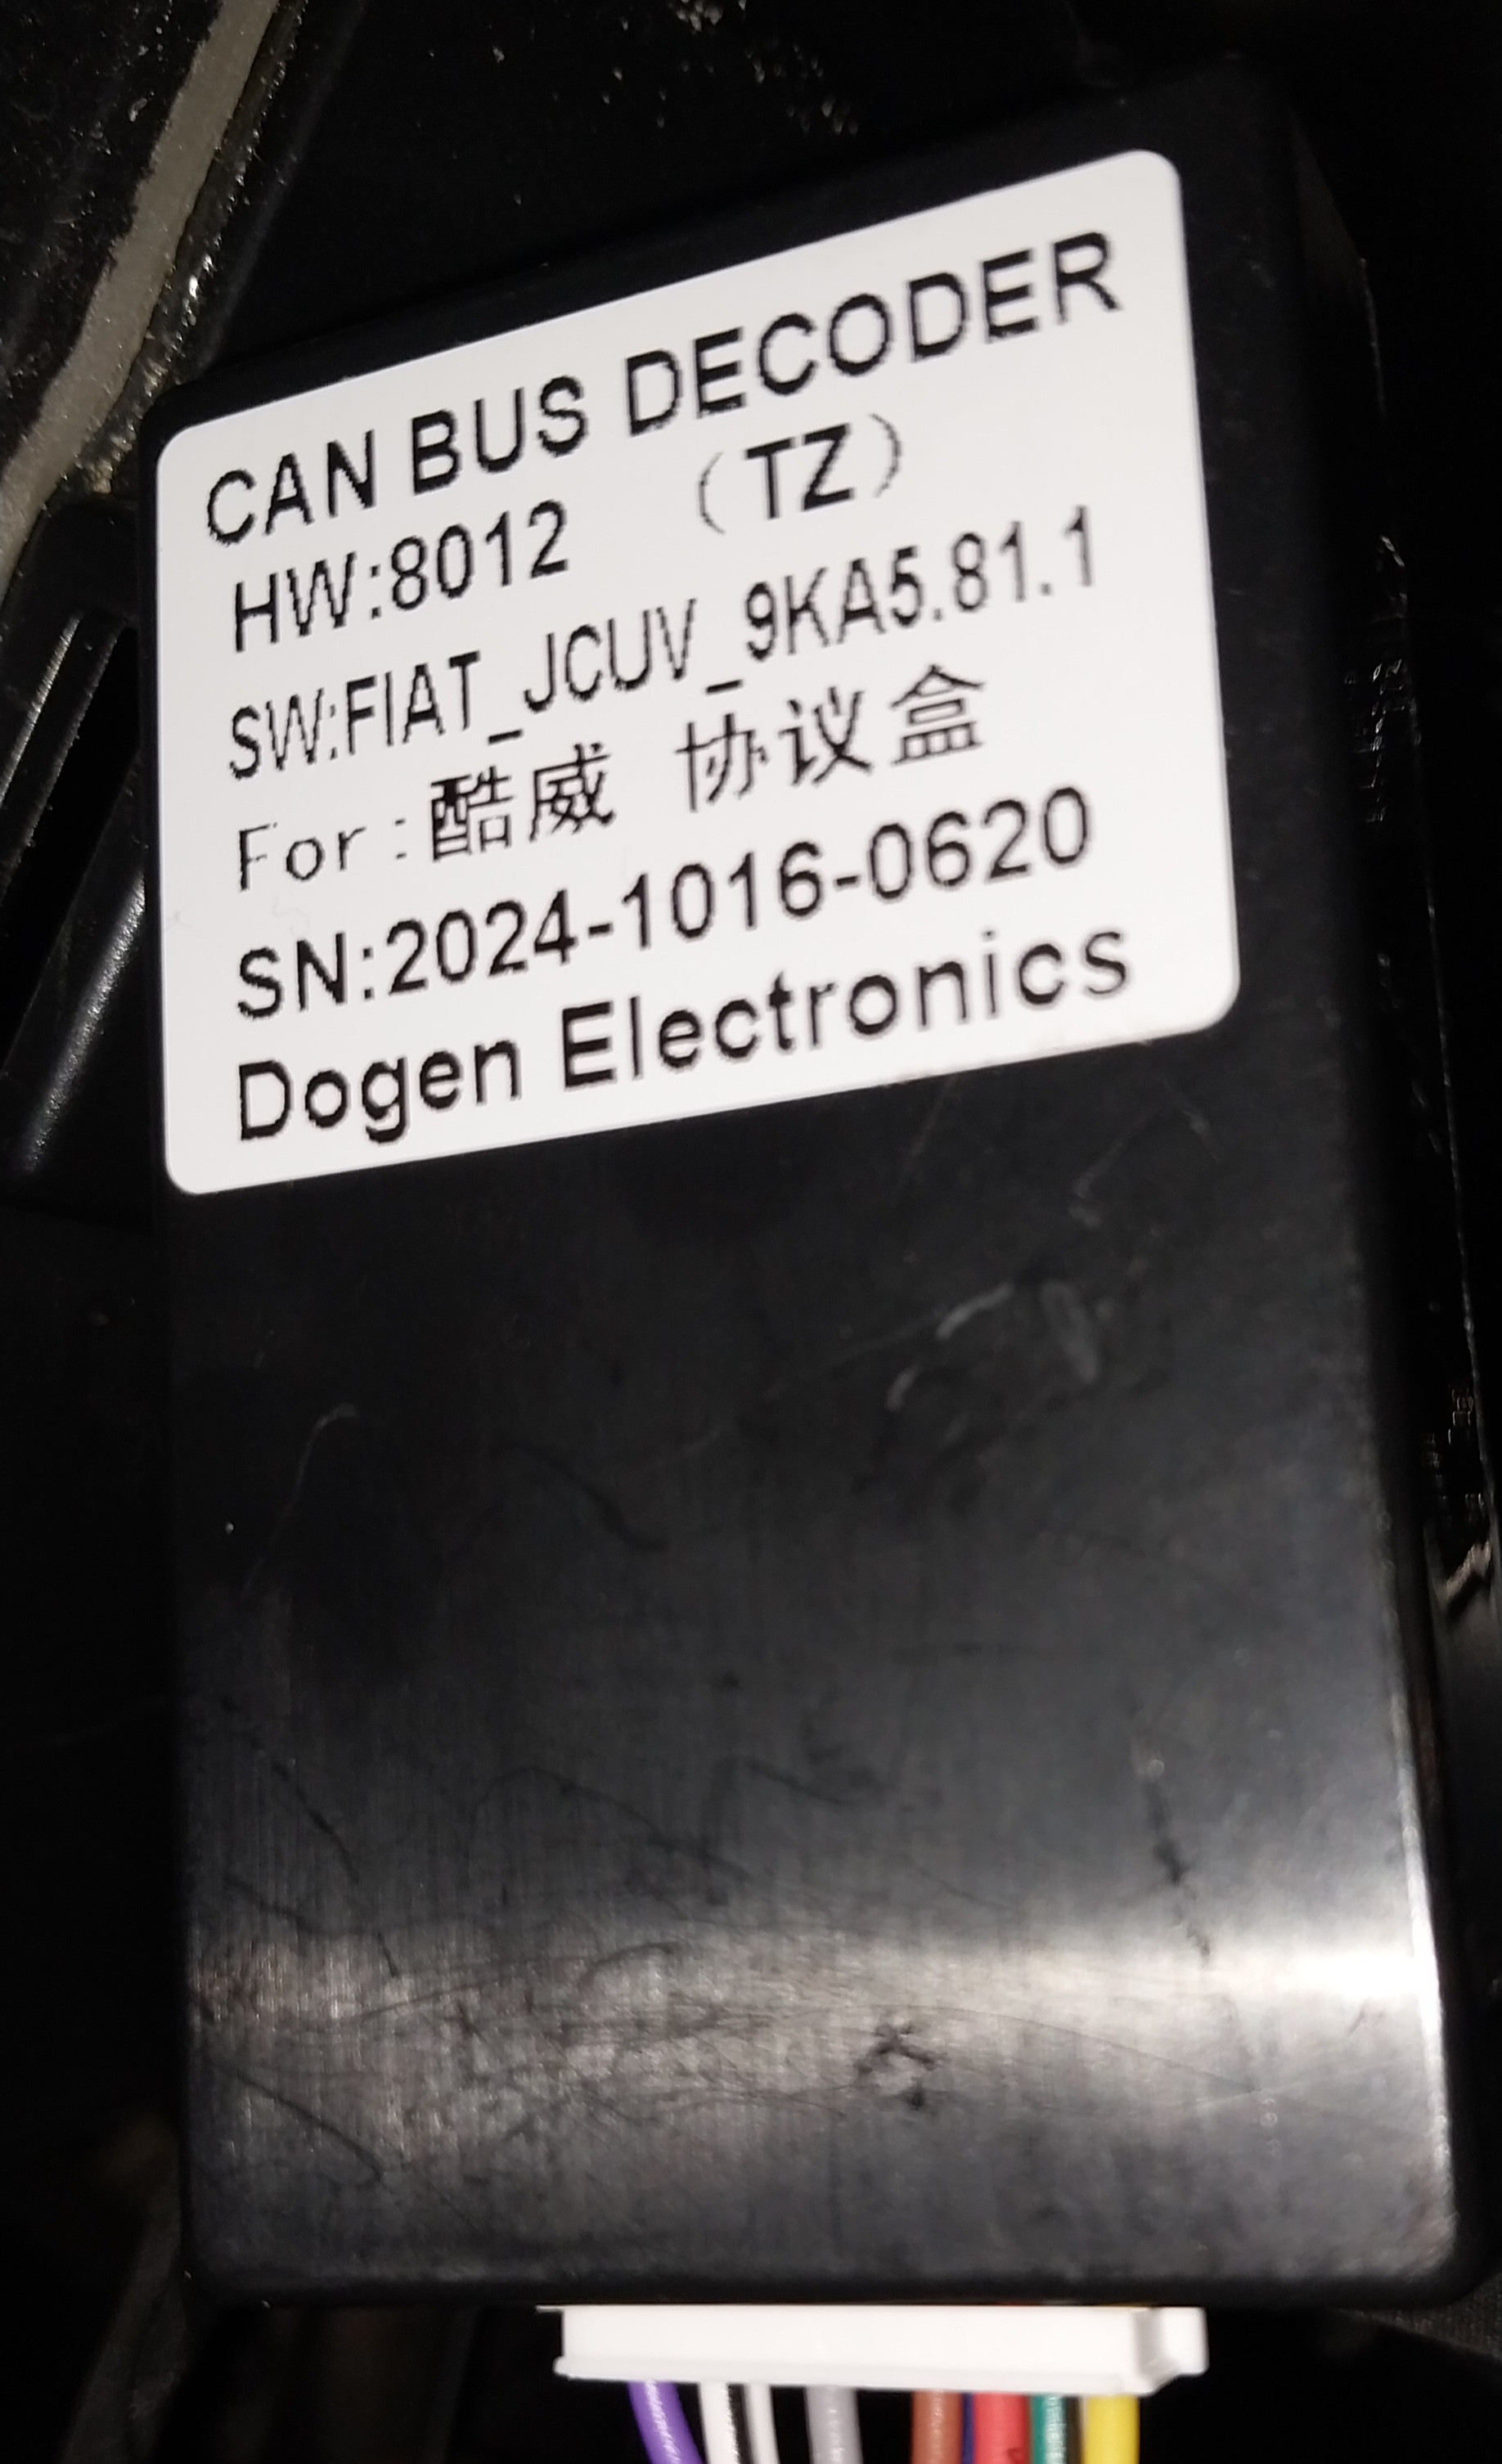 CAN BUS DECODER
HW:8012 （TZ）
SW:FIAT_JCUV_9KA5.81.1
For:酷威 协议盒
SN:2024-1016-0620
Dogen Electronics